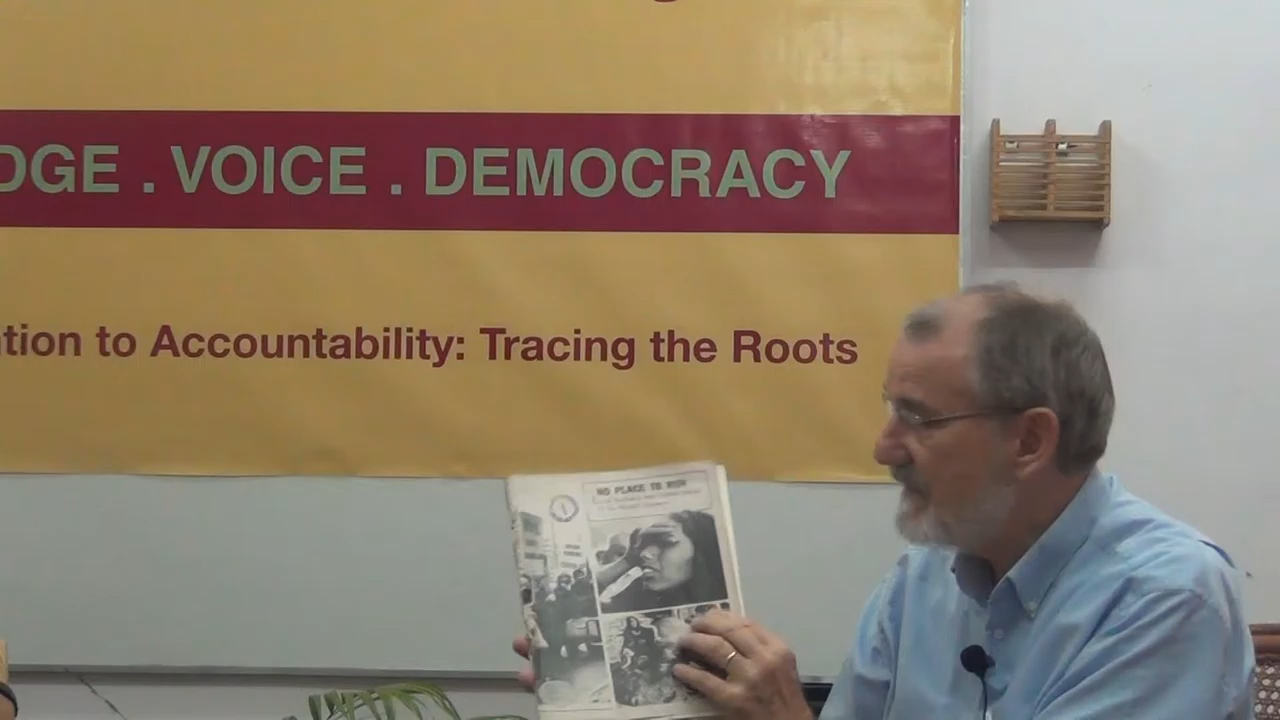 DGE . VOICE . DEMOCRACY
tion to Accountability: Tracing the Roots
NO PLACE TO RUN